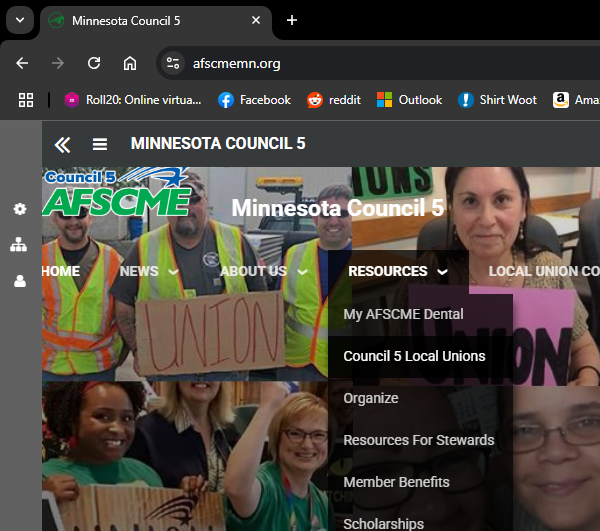 Minnesota Council 5
afscmemn.org
Roll20: Online virtua... Facebook reddit Outlook Shirt Woot Ama
MINNESOTA COUNCIL 5
Council 5
AFSCME
IONS
Minnesota Council 5
HOME NEWS ABOUT US RESOURCES LOCAL UNION CO
My AFSCME Dental
UNION
Council 5 Local Unions
UNION
Organize
Resources For Stewards
Member Benefits
Scholarships